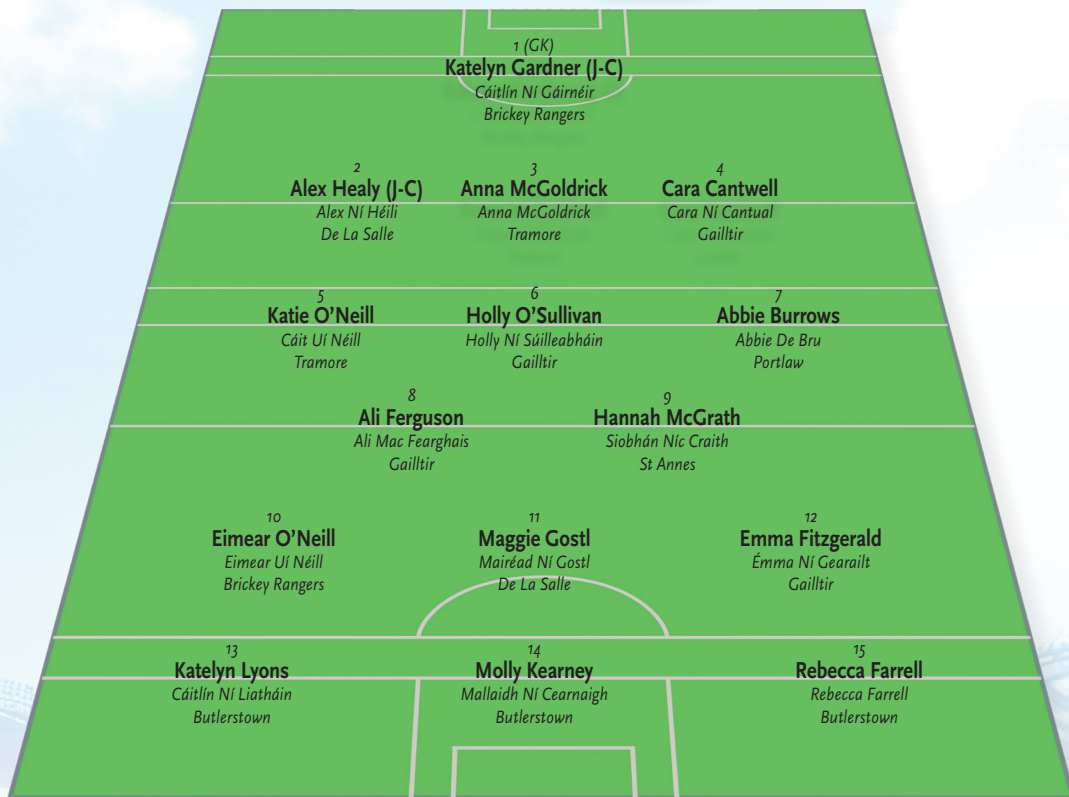 1 (GK)
Katelyn Gardner (J-C)
Cáitlín Ní Gáirnéir
Brickey Rangers
2
Alex Healy (J-C)
Alex Ní Héili
De La Salle
3
Anna McGoldrick
Anna McGoldrick
Tramore
4
Cara Cantwell
Cara Ní Cantual
Gailltir
5
Katie O'Neill
Cáit Uí Néill
Tramore
6
Holly O'Sullivan
Holly Ní Súilleabháin
Gailltir
7
Abbie Burrows
Abbie De Bru
Portlaw
8
Ali Ferguson
Ali Mac Fearghais
Gailltir
9
Hannah McGrath
Siobhán Níc Craith
St Annes
10
Eimear O'Neill
Eimear Uí Néill
Brickey Rangers
11
Maggie Gostl
Mairéad Ní Gostl
De La Salle
12
Emma Fitzgerald
Émma Ní Gearailt
Gailltir
13
Katelyn Lyons
Cáitlín Ní Liatháin
Butlerstown
14
Molly Kearney
Mallaidh Ní Cearnaigh
Butlerstown
15
Rebecca Farrell
Rebecca Farrell
Butlerstown